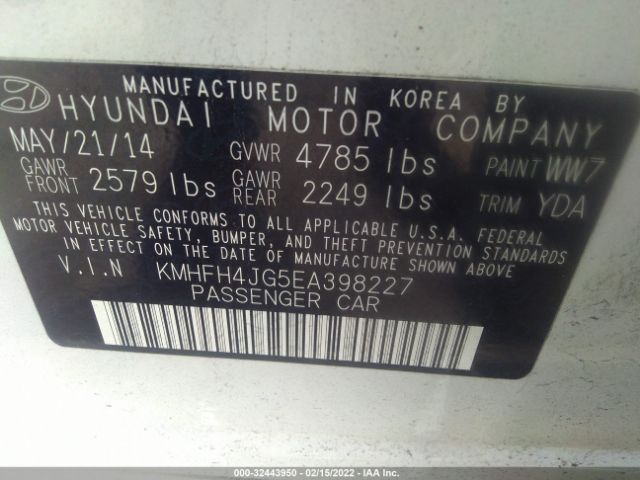 MANUFACTURED IN KOREA BY
HYUNDAI MOTOR COMPANY
MAY/21/14 GVWR 4785 lbs PAINT WW7
GAWR FRONT 2579 lbs GAWR REAR 2249 lbs TRIM YDA
THIS VEHICLE CONFORMS TO ALL APPLICABLE U.S.A. FEDERAL
MOTOR VEHICLE SAFETY, BUMPER, AND THEFT PREVENTION STANDARDS
IN EFFECT ON THE DATE OF MANUFACTURE SHOWN ABOVE.
V.I.N KMHFH4JG5EA398227
PASSENGER CAR
000-32443950 - 02/15/2022 - IAA Inc.